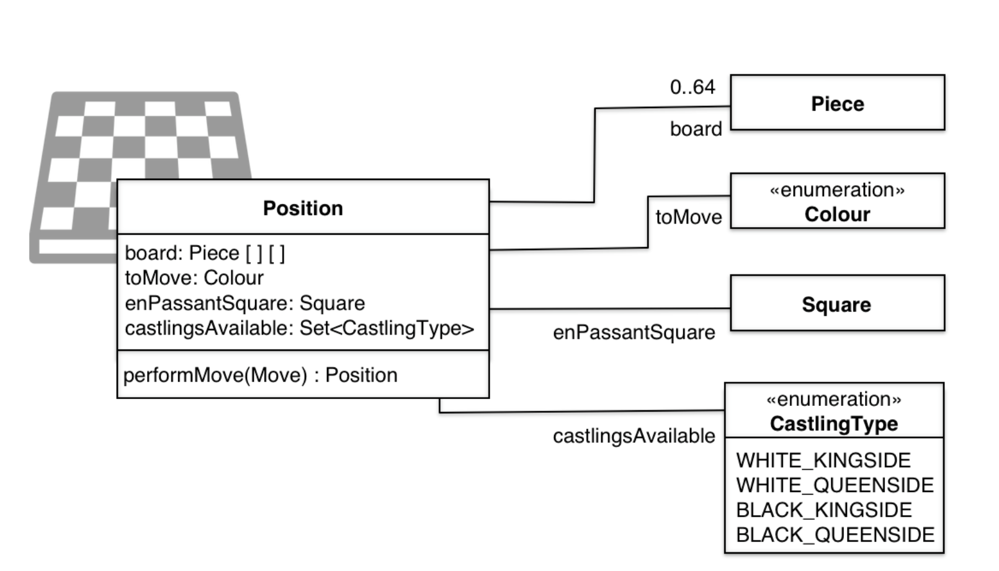 Position
board: Piece [ ] [ ]
toMove: Colour
enPassantSquare: Square
castlingsAvailable: Set<CastlingType>
performMove(Move) : Position
0..64
board
Piece
toMove
«enumeration»
Colour
enPassantSquare
Square
castlingsAvailable
«enumeration»
CastlingType
WHITE_KINGSIDE
WHITE_QUEENSIDE
BLACK_KINGSIDE
BLACK_QUEENSIDE